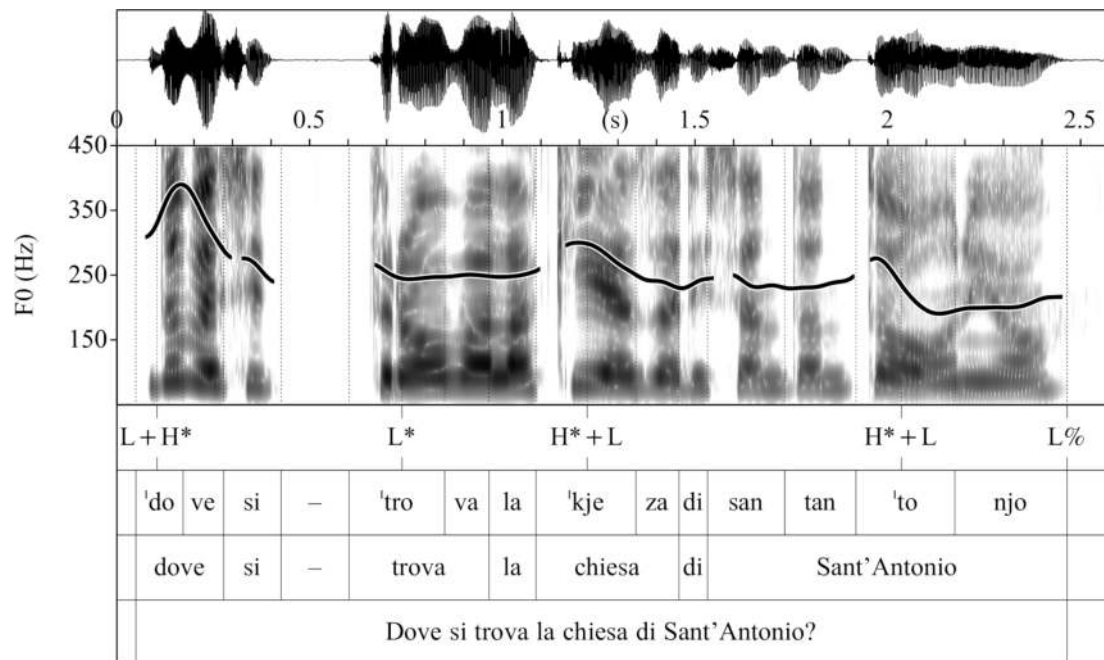 0 0.5 1 (s) 1.5 2 2.5
450
350
250
150
F0 (Hz)
L+H* L* H*+L H*+L L%
ˈdo ve si – ˈtro va la ˈkje za di san tan ˈto njo
dove si – trova la chiesa di Sant’Antonio
Dove si trova la chiesa di Sant’Antonio?